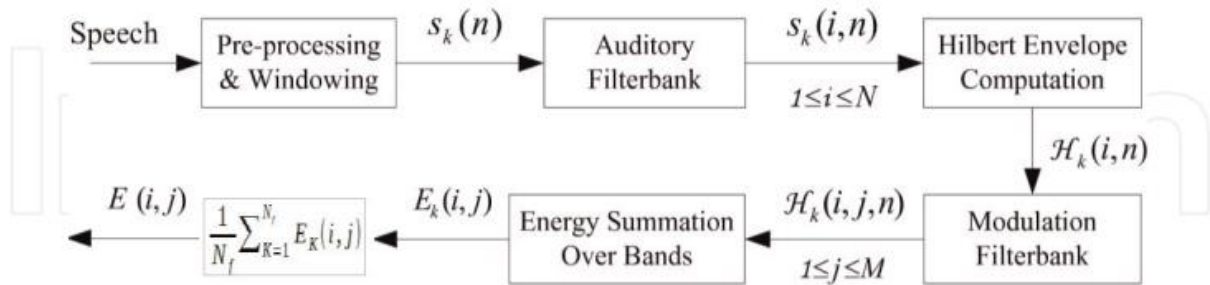 Speech
Pre-processing
& Windowing
s_k(n)
Auditory
Filterbank
s_k(i,n)
1≤i≤N
Hilbert Envelope
Computation
ℋ_k(i,n)
Modulation
Filterbank
ℋ_k(i,j,n)
1≤j≤M
Energy Summation
Over Bands
E_k(i,j)
1/N_f ∑_{K=1}^{N_f} E_K(i,j)
E (i,j)